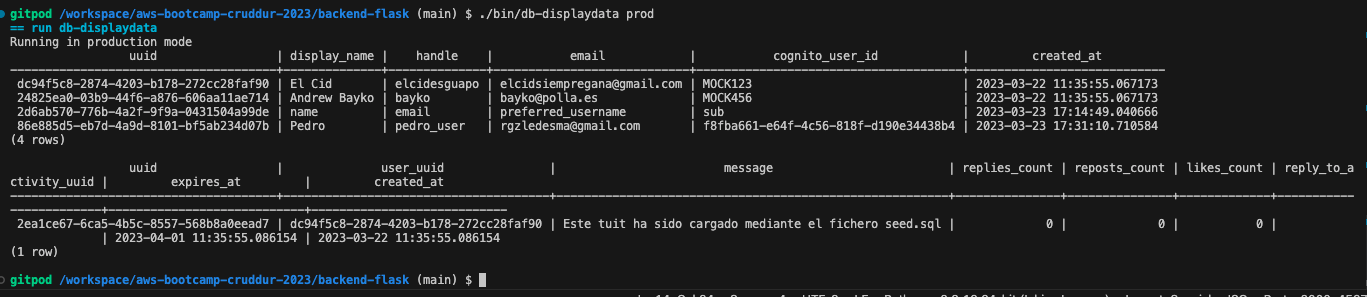 gitpod /workspace/aws-bootcamp-cruddur-2023/backend-flask (main) $ ./bin/db-displaydata prod
== run db-displaydata
Running in production mode
uuid | display_name | handle | email | cognito_user_id | created_at
dc94f5c8-2874-4203-b178-272cc28faf90 | El Cid | elcidesguapo | elcidsiempregana@gmail.com | MOCK123 | 2023-03-22 11:35:55.067173
24825ea0-03b9-44f6-a876-606aa11ae714 | Andrew Bayko | bayko | bayko@polla.es | MOCK456 | 2023-03-22 11:35:55.067173
2d6ab570-776b-4a2f-9f9a-0431504a99de | name | email | preferred_username | sub | 2023-03-23 17:14:49.040666
86e885d5-eb7d-4a9d-8101-bf5ab234d07b | Pedro | pedro_user | rgzledesma@gmail.com | f8fba661-e64f-4c56-818f-d190e34438b4 | 2023-03-23 17:31:10.710584
(4 rows)
uuid | user_uuid | message | replies_count | reposts_count | likes_count | reply_to_a
ctivity_uuid | expires_at | created_at
2ea1ce67-6ca5-4b5c-8557-568b8a0eead7 | dc94f5c8-2874-4203-b178-272cc28faf90 | Este tuit ha sido cargado mediante el fichero seed.sql | 0 | 0 | 0 |
| 2023-04-01 11:35:55.086154 | 2023-03-22 11:35:55.086154
(1 row)
gitpod /workspace/aws-bootcamp-cruddur-2023/backend-flask (main) $